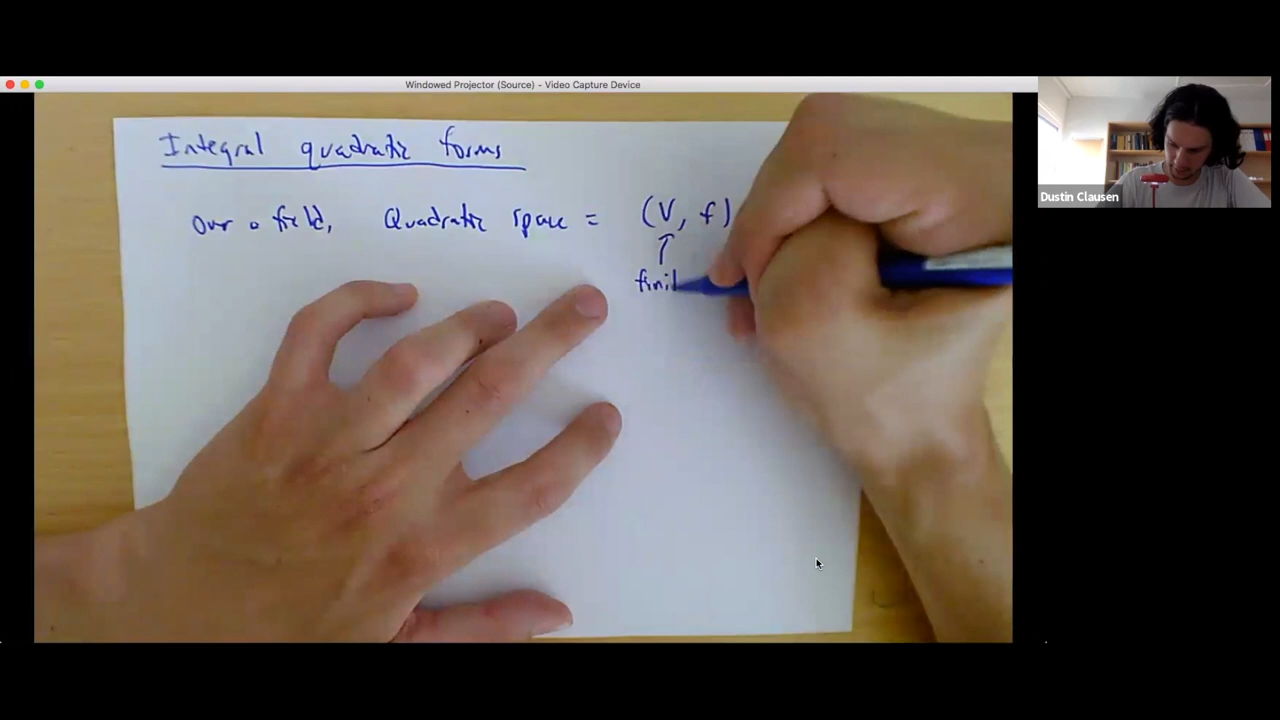 Windowed Projector (Source) - Video Capture Device
Integral quadratic forms
Over a field, Quadratic space = (V, f)
↑
finit
Dustin Clausen